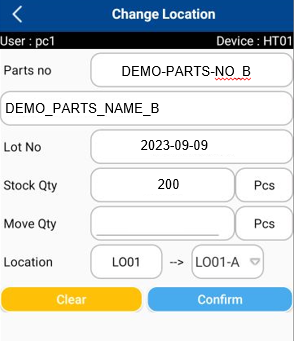 Change Location
User : pc1 Device : HT01
Parts no DEMO-PARTS-NO_B
DEMO_PARTS_NAME_B
Lot No 2023-09-09
Stock Qty 200 Pcs
Move Qty Pcs
Location LO01 --> LO01-A
Clear Confirm